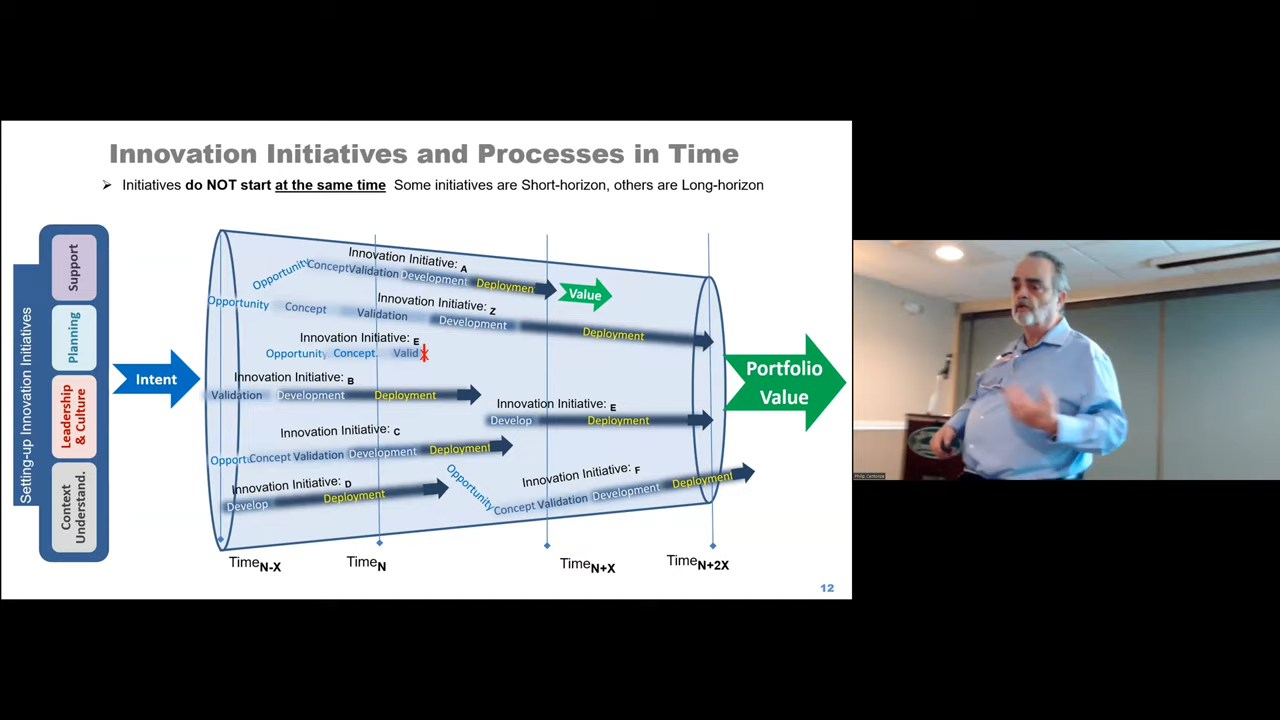 Innovation Initiatives and Processes in Time
➢ Initiatives do NOT start at the same time Some initiatives are Short-horizon, others are Long-horizon
Setting-up Innovation Initiatives
Support
Planning
Leadership
& Culture
Context
Understand.
Intent
Innovation Initiative: A
Opportunity Concept Validation Development Deploymen
Value
Innovation Initiative: Z
Opportunity Concept Validation Development Deployment
Innovation Initiative: E
Opportunity Concept. Valid
Innovation Initiative: B
Validation Development Deployment
Innovation Initiative: E
Develop Deployment
Innovation Initiative: C
Opport Concept Validation Development Deployment
Innovation Initiative: D
Develop Deployment
Innovation Initiative: F
Opportunity Concept Validation Development Deployment
Portfolio
Value
TimeN-X
TimeN
TimeN+X
TimeN+2X
12